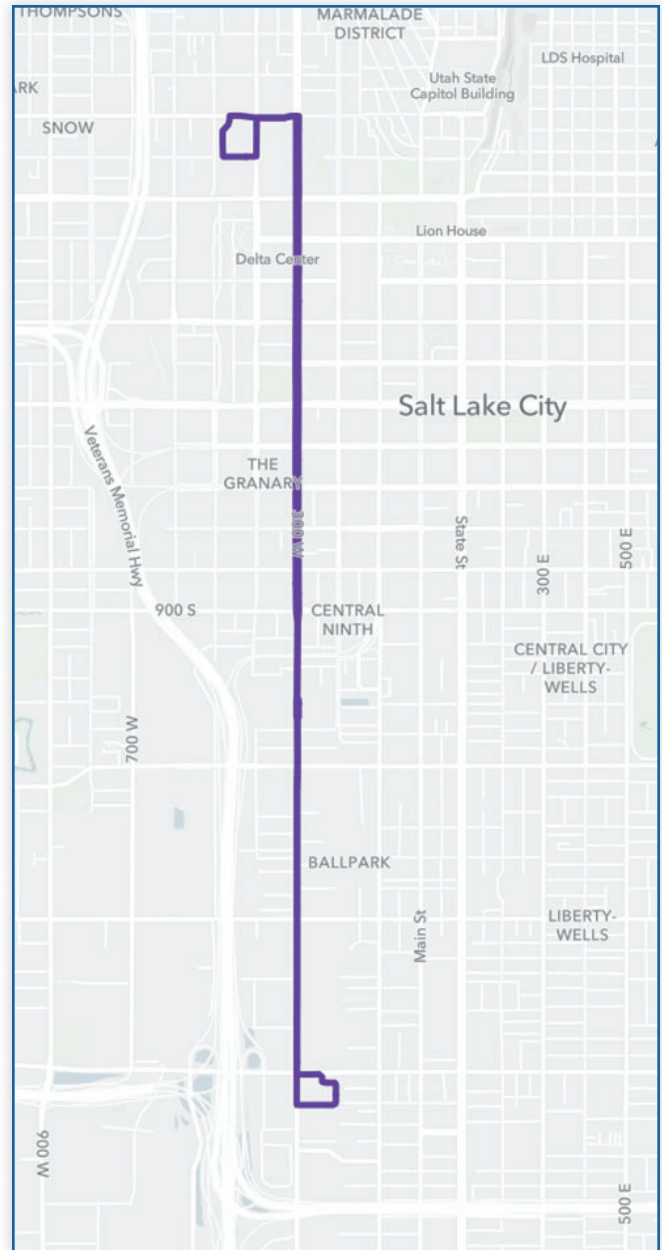 THOMPSONS
MARMALADE
DISTRICT
LDS Hospital
Utah State
Capitol Building
ARK
SNOW
Lion House
Delta Center
Salt Lake City
Veterans Memorial Hwy
THE
GRANARY
300 W
State St
300 E
500 E
900 S
CENTRAL
NINTH
CENTRAL CITY
/ LIBERTY-
WELLS
700 W
BALLPARK
Main St
LIBERTY-
WELLS
900 W
500 E